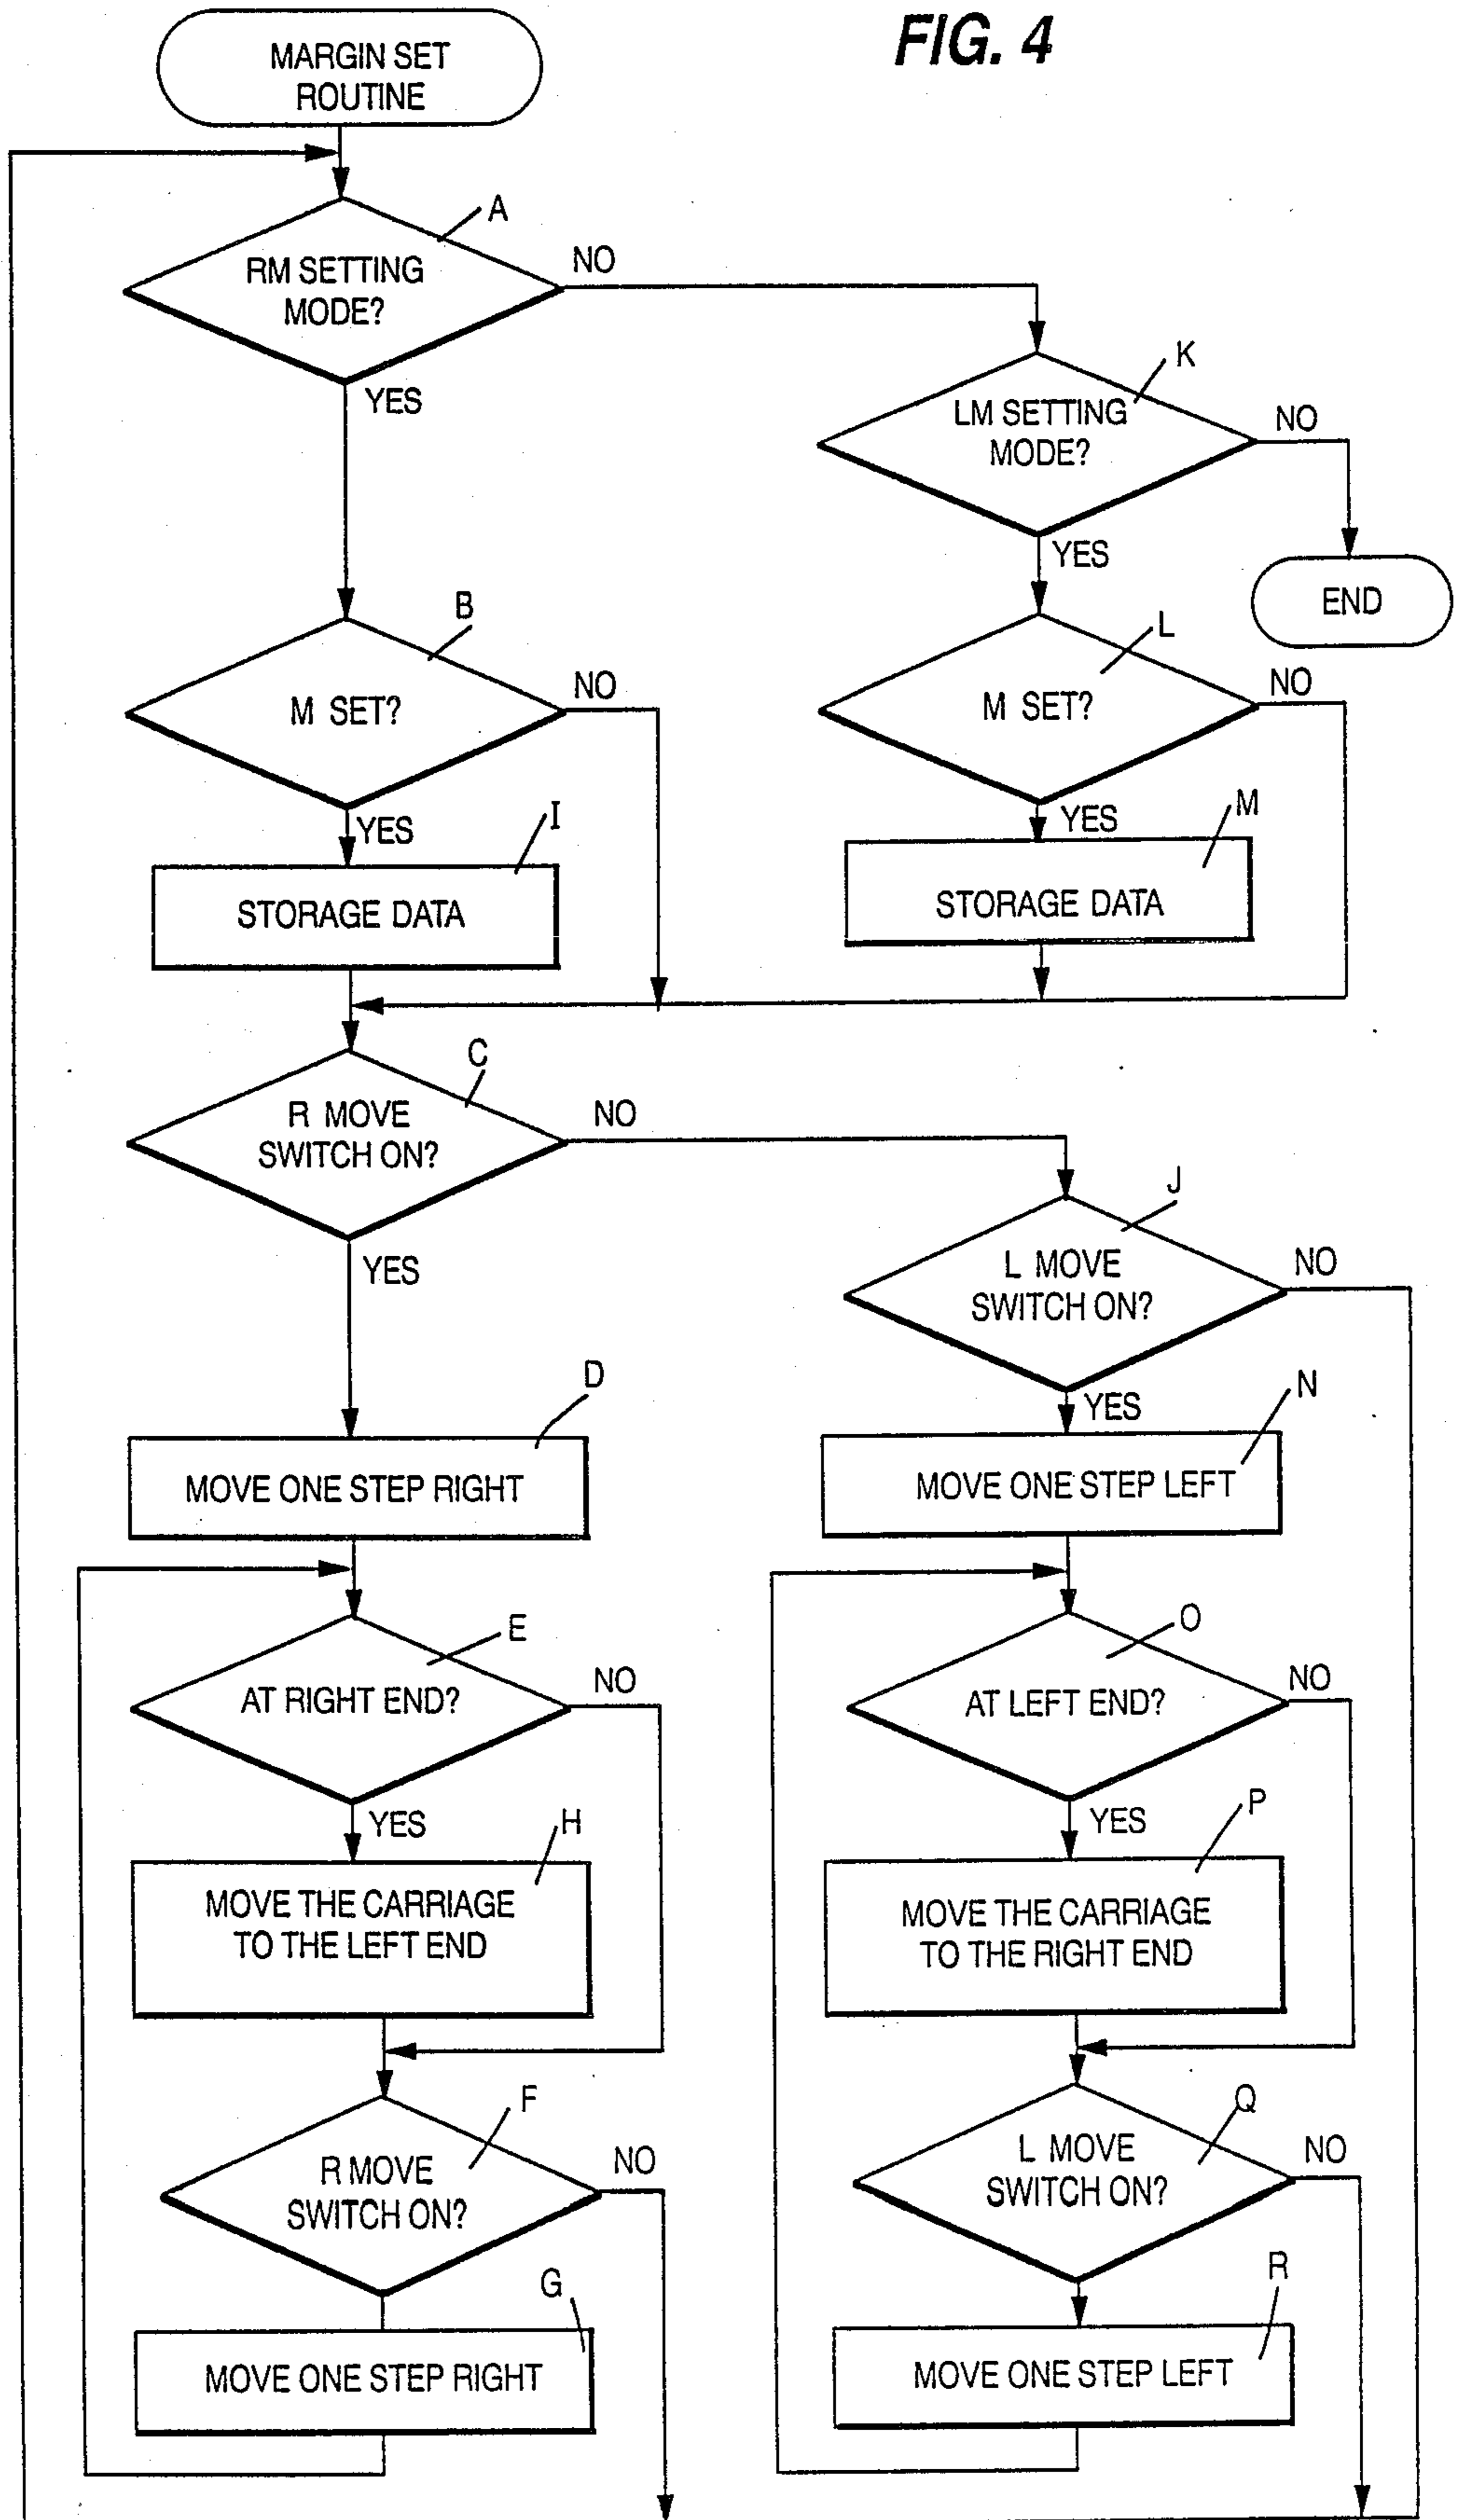 FIG. 4
MARGIN SET
ROUTINE
A
RM SETTING
MODE?
NO
YES
K
LM SETTING
MODE?
NO
YES
END
B
M SET?
NO
YES
L
M SET?
NO
YES
I
STORAGE DATA
M
STORAGE DATA
C
R MOVE
SWITCH ON?
NO
YES
J
L MOVE
SWITCH ON?
NO
YES
D
MOVE ONE STEP RIGHT
N
MOVE ONE STEP LEFT
E
AT RIGHT END?
NO
YES
O
AT LEFT END?
NO
YES
H
MOVE THE CARRIAGE
TO THE LEFT END
P
MOVE THE CARRIAGE
TO THE RIGHT END
F
R MOVE
SWITCH ON?
NO
Q
L MOVE
SWITCH ON?
NO
G
MOVE ONE STEP RIGHT
R
MOVE ONE STEP LEFT